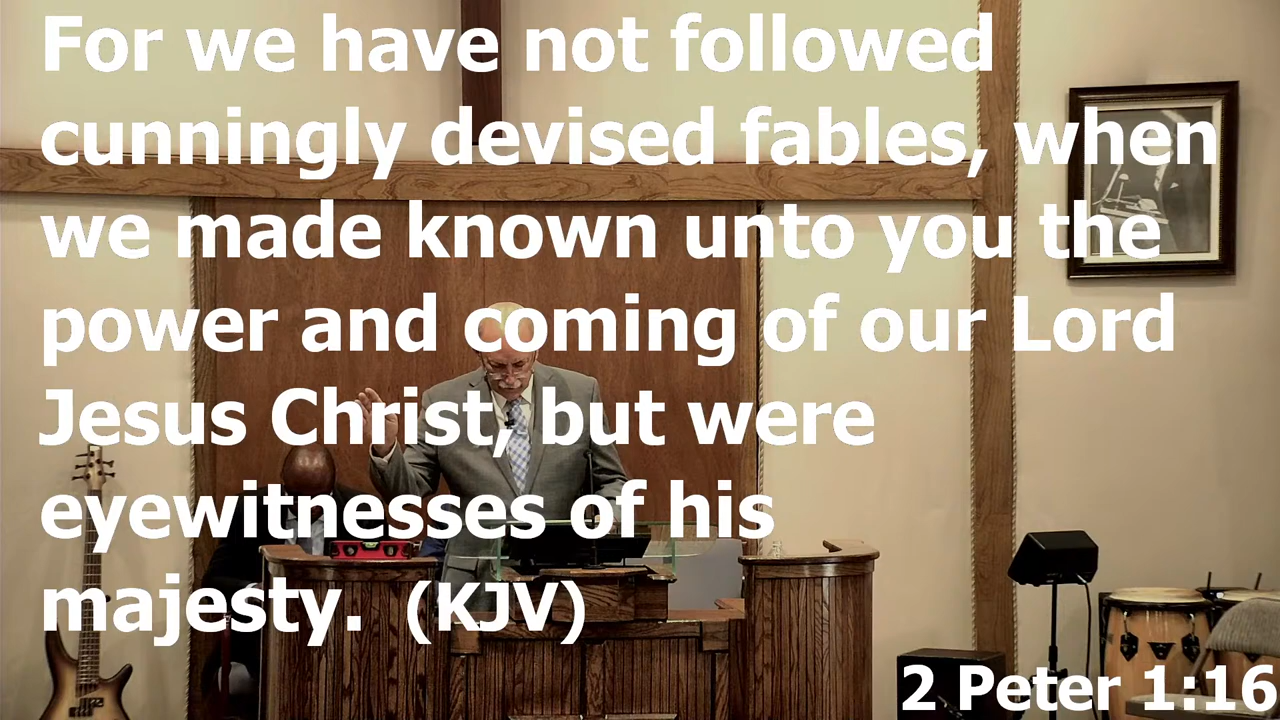 For we have not followed
cunningly devised fables, when
we made known unto you the
power and coming of our Lord
Jesus Christ, but were
eyewitnesses of his
majesty. (KJV)
2 Peter 1:16